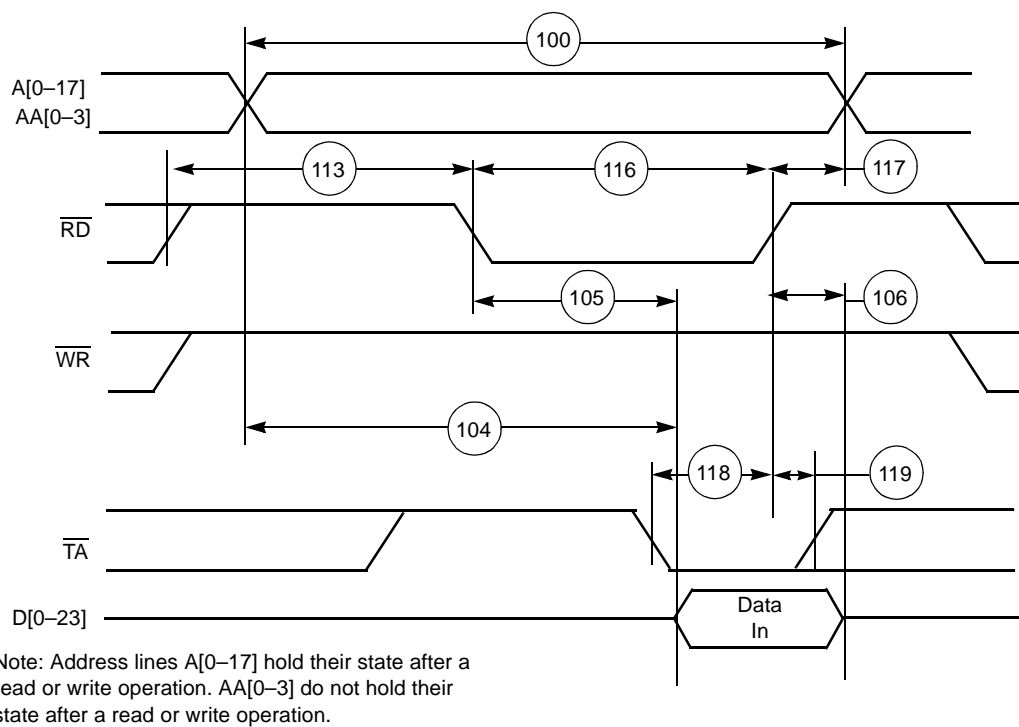 100
A[0–17]
AA[0–3]
113
116
117
RD
105
106
WR
104
118
119
TA
D[0–23]
Data
In
Note: Address lines A[0–17] hold their state after a
read or write operation. AA[0–3] do not hold their
state after a read or write operation.